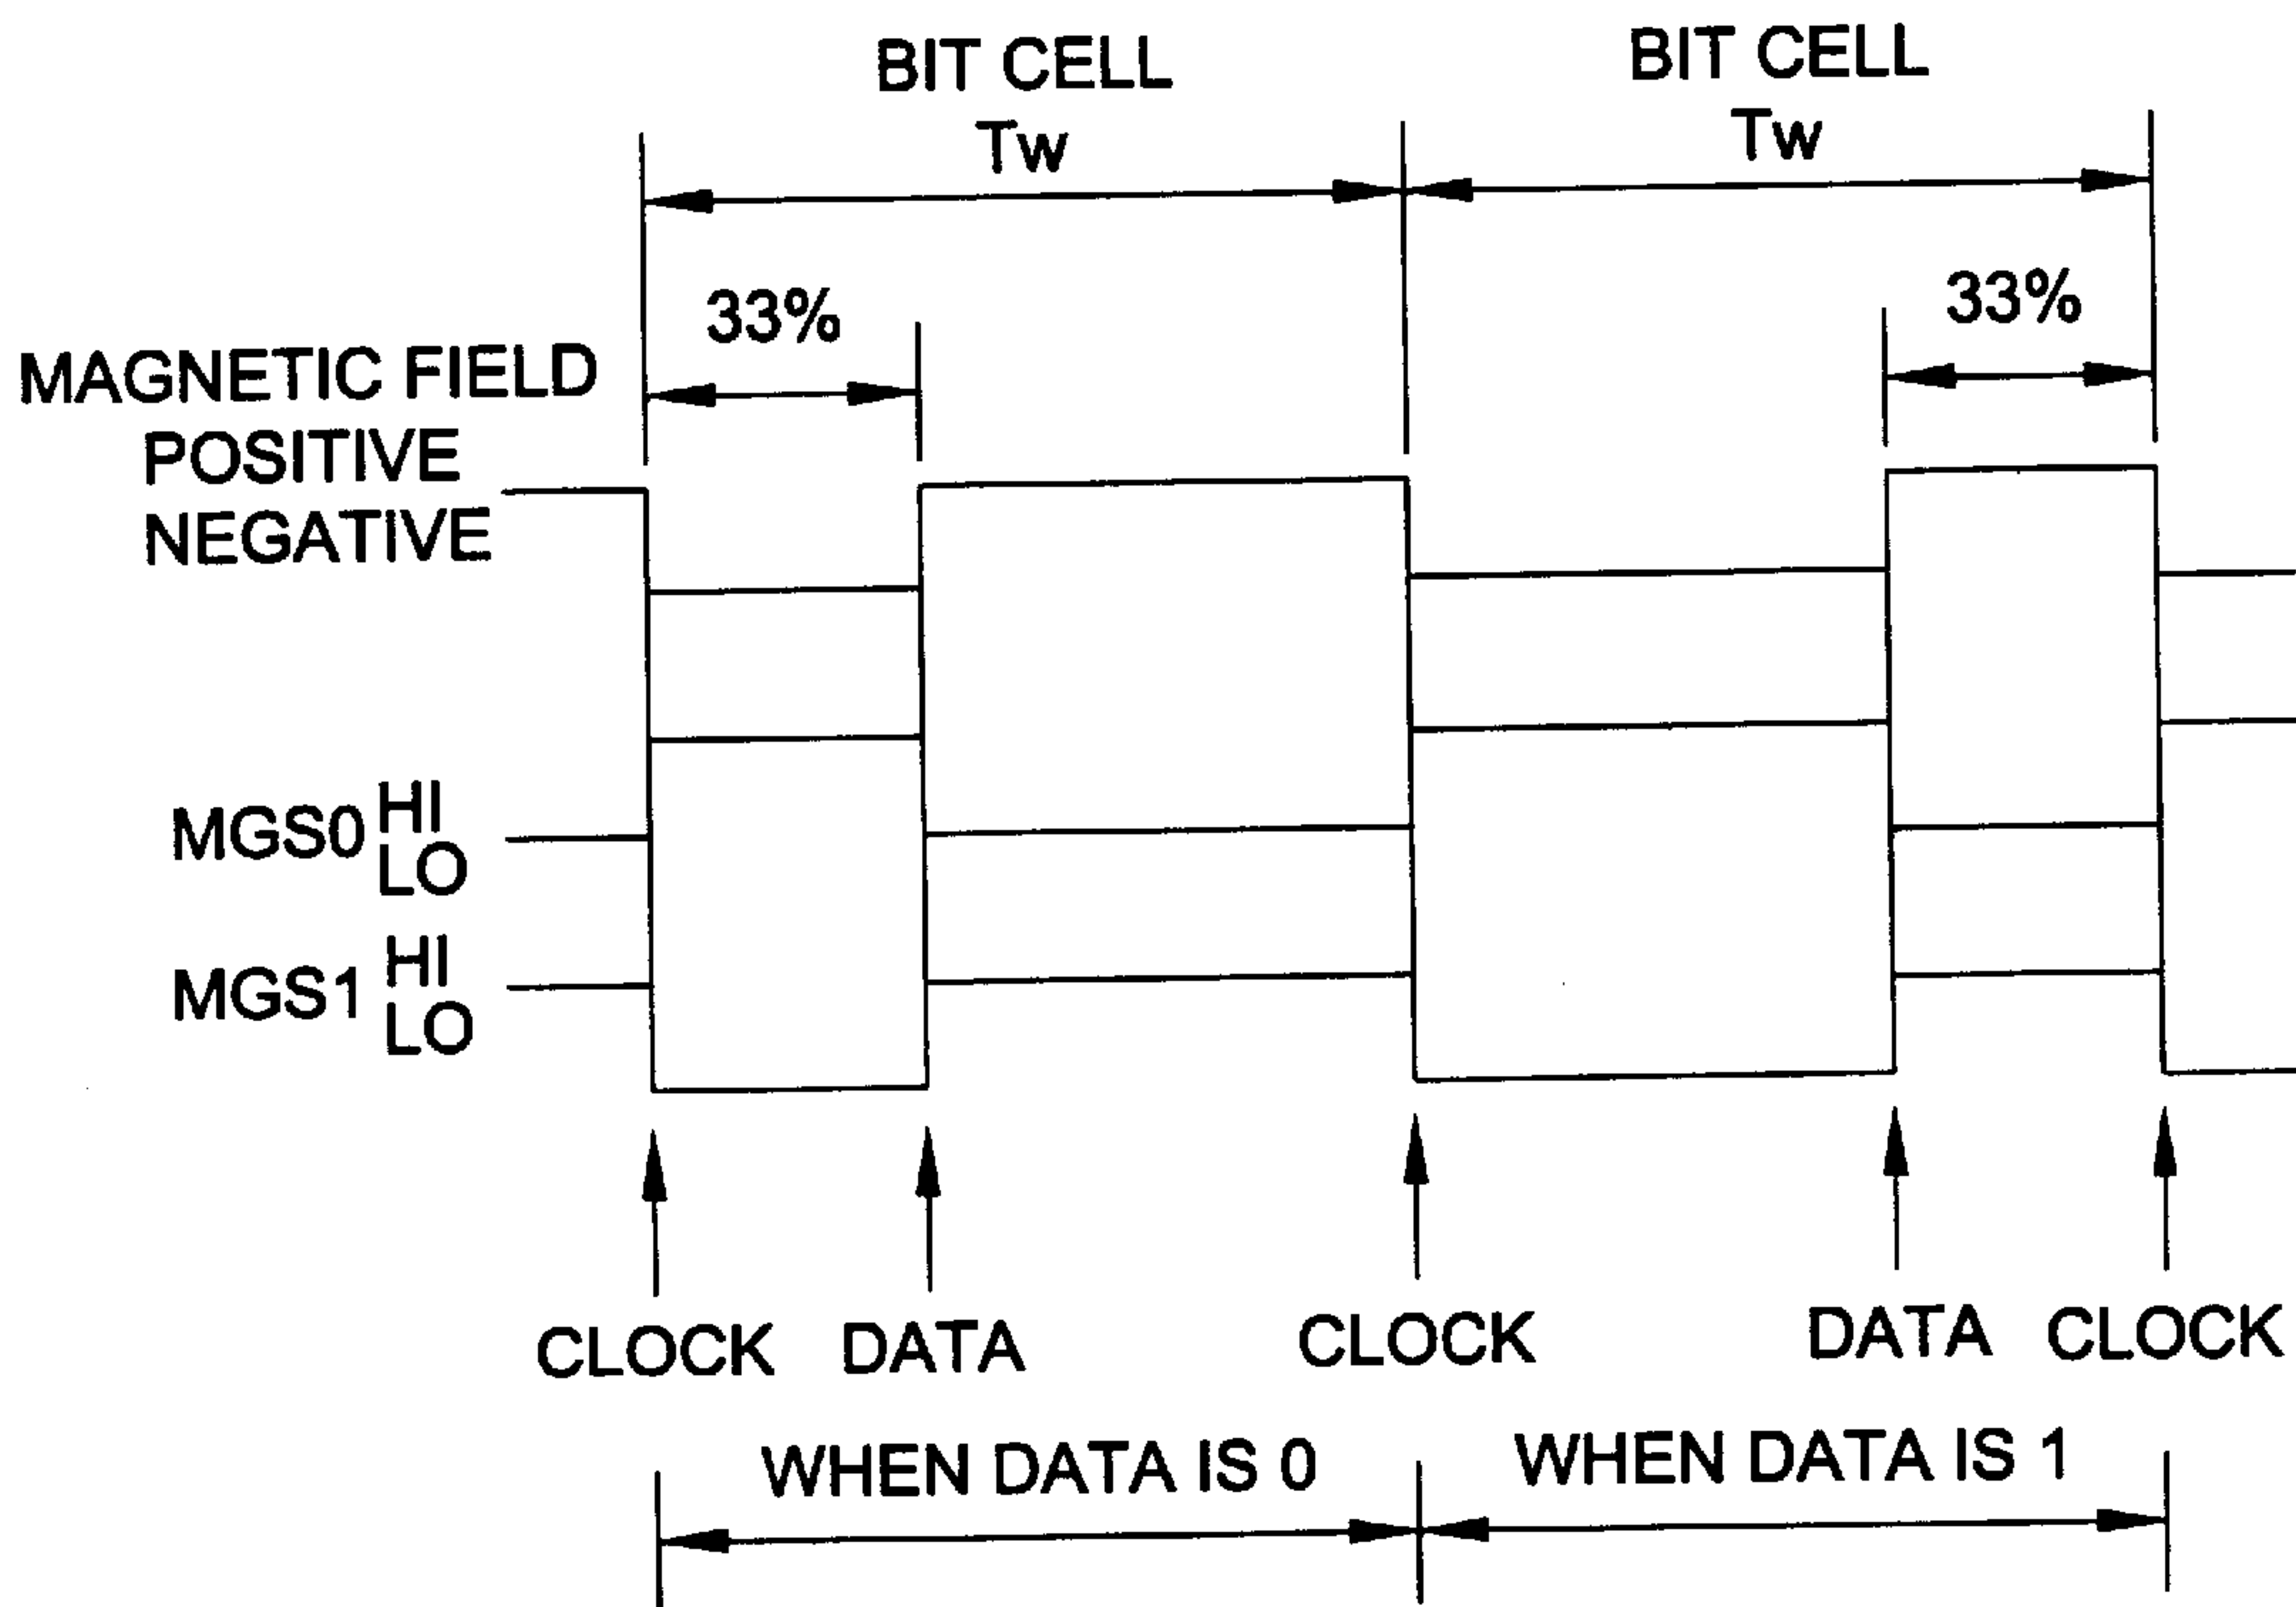 BIT CELL
Tw
BIT CELL
Tw
33%
33%
MAGNETIC FIELD
POSITIVE
NEGATIVE
MGS0 HI
LO
MGS1 HI
LO
CLOCK DATA CLOCK DATA CLOCK
WHEN DATA IS 0 WHEN DATA IS 1